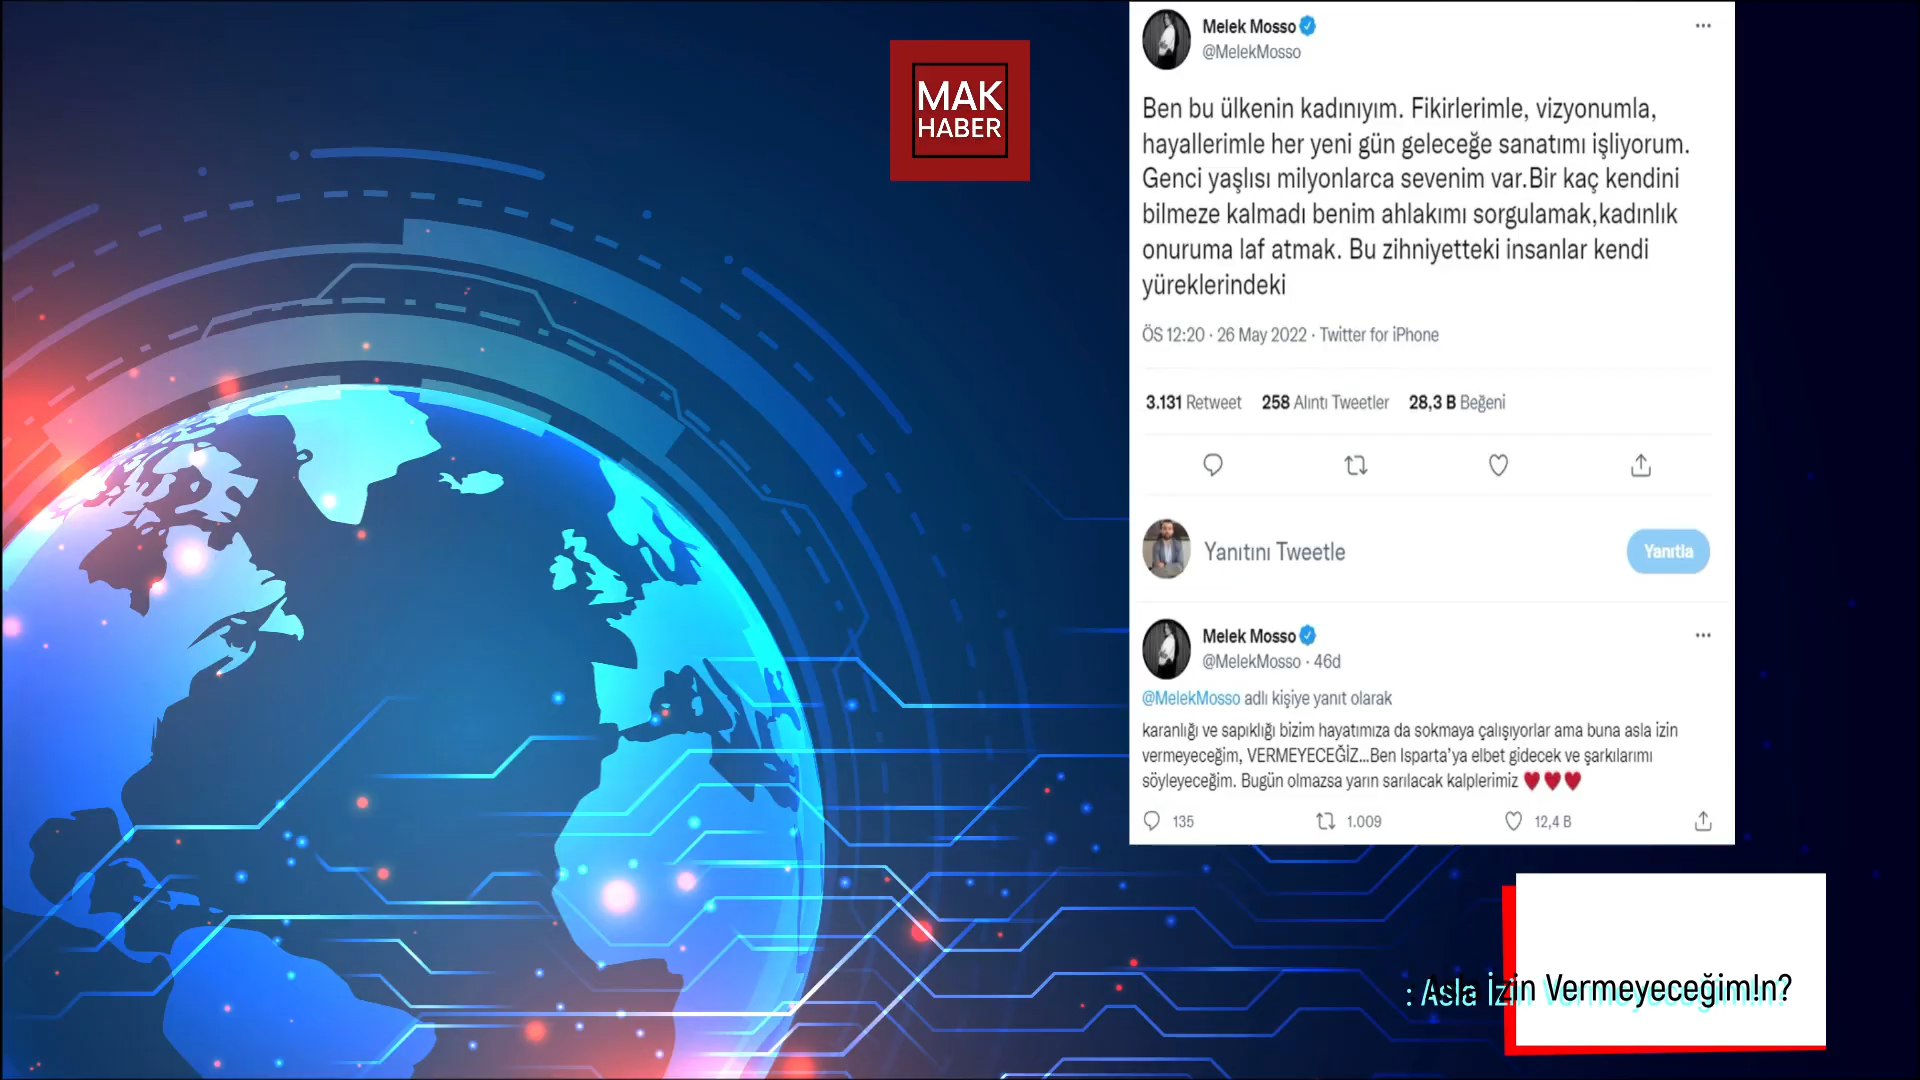 MAK
HABER
Melek Mosso
@MelekMosso
Ben bu ülkenin kadınıyım. Fikirlerimle, vizyonumla,
hayallerimle her yeni gün geleceğe sanatımı işliyorum.
Genci yaşlısı milyonlarca sevenim var.Bir kaç kendini
bilmeze kalmadı benim ahlakımı sorgulamak,kadınlık
onuruma laf atmak. Bu zihniyetteki insanlar kendi
yüreklerindeki
ÖS 12:20 · 26 May 2022 · Twitter for iPhone
3.131 Retweet 258 Alıntı Tweetler 28,3 B Beğeni
Yanıtını Tweetle
Yanıtla
Melek Mosso
@MelekMosso · 46d
@MelekMosso adlı kişiye yanıt olarak
karanlığı ve sapıklığı bizim hayatımıza da sokmaya çalışıyorlar ama buna asla izin
vermeyeceğim, VERMEYECEĞİZ...Ben Isparta'ya elbet gidecek ve şarkılarımı
söyleyeceğim. Bugün olmazsa yarın sarılacak kalplerimiz ♥♥♥
135 1.009 12,4 B
: Asla İzin Vermeyeceğim!n?